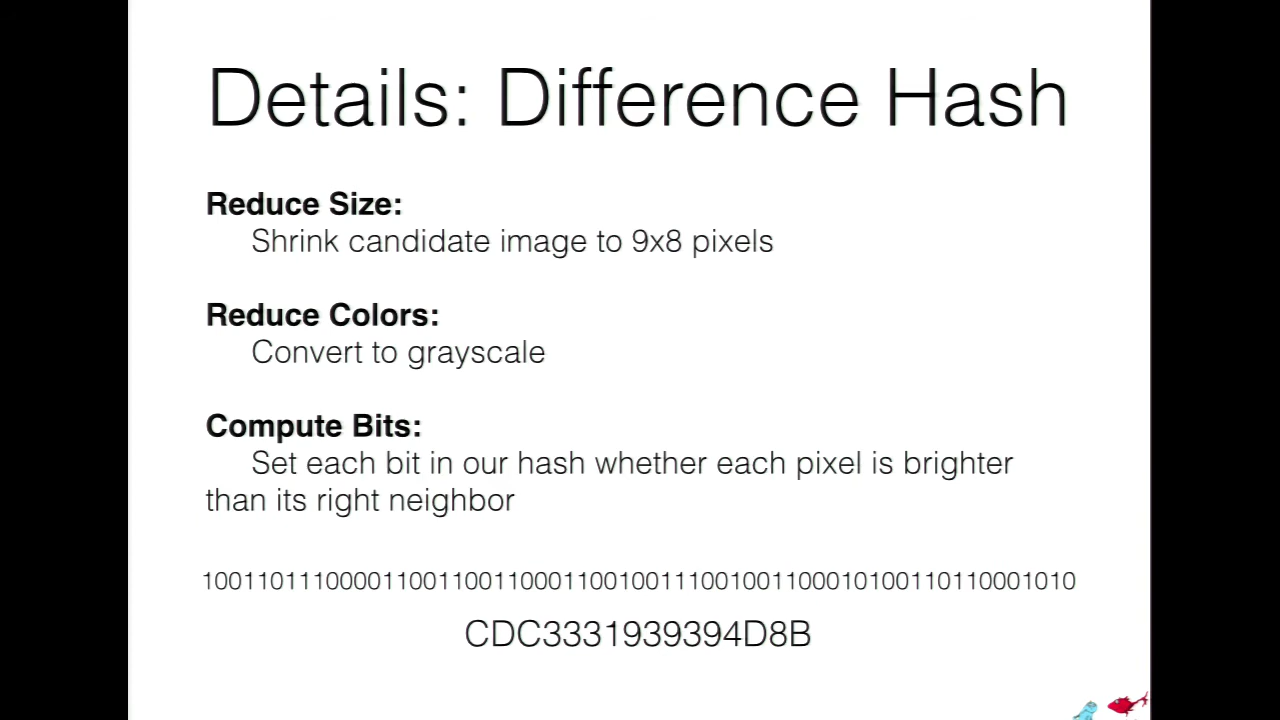 Details: Difference Hash
Reduce Size:
Shrink candidate image to 9x8 pixels
Reduce Colors:
Convert to grayscale
Compute Bits:
Set each bit in our hash whether each pixel is brighter
than its right neighbor
100110111000011001100110001100100111001001100010100110110001010
CDC3331939394D8B